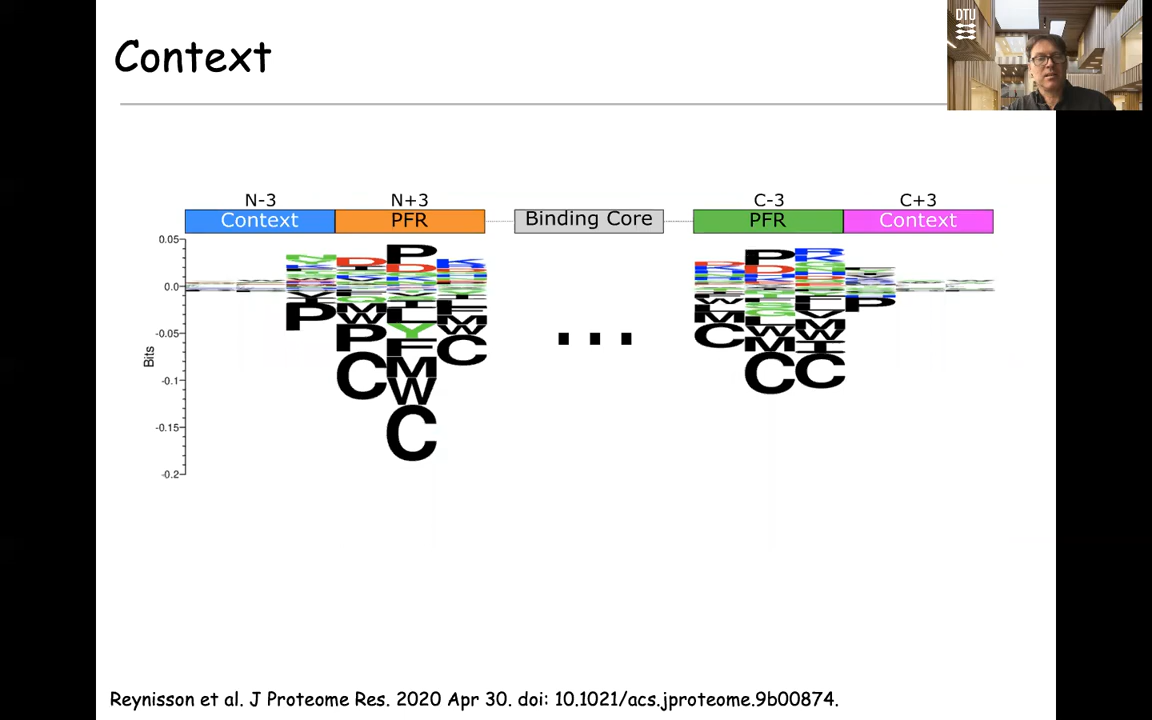 Context
DTU
N-3
N+3
C-3
C+3
Context
PFR
Binding Core
PFR
Context
0.05
0.0
-0.05
-0.1
-0.15
-0.2
Bits
P
P
C
P
D
L
Y
F
M
W
C
K
W
C
M
C
P
D
W
M
C
R
K
W
C
P
...
Reynisson et al. J Proteome Res. 2020 Apr 30. doi: 10.1021/acs.jproteome.9b00874.